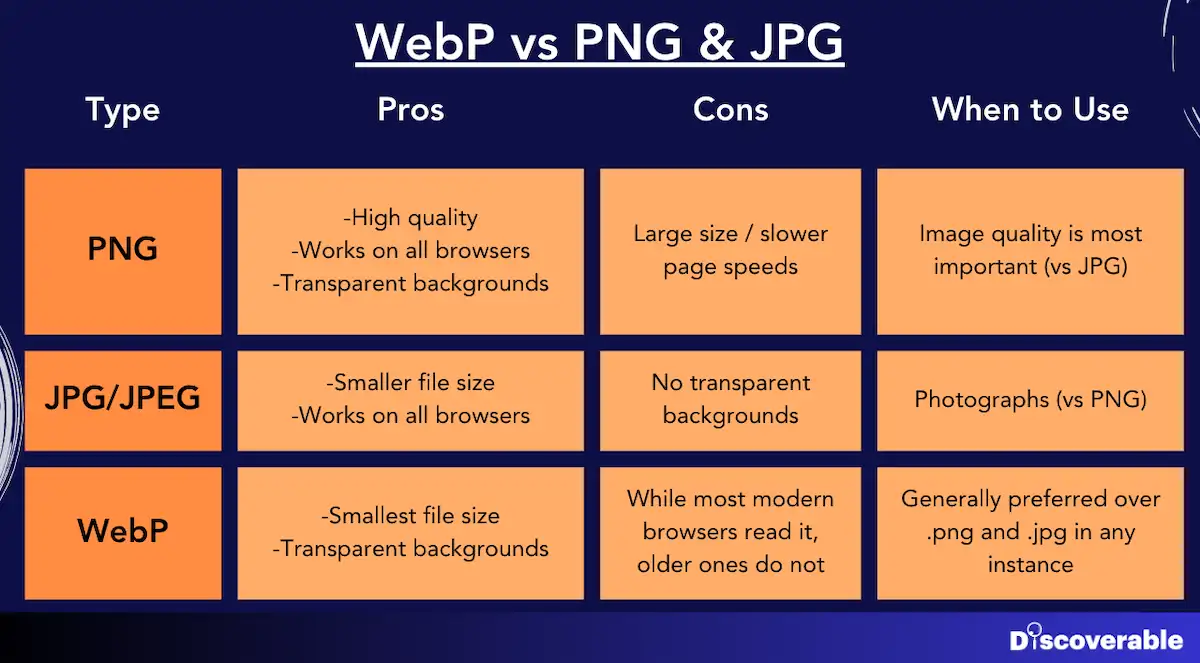 WebP vs PNG & JPG
Type
Pros
Cons
When to Use
PNG
-High quality
-Works on all browsers
-Transparent backgrounds
Large size / slower
page speeds
Image quality is most
important (vs JPG)
JPG/JPEG
-Smaller file size
-Works on all browsers
No transparent
backgrounds
Photographs (vs PNG)
WebP
-Smallest file size
-Transparent backgrounds
While most modern
browsers read it,
older ones do not
Generally preferred over
.png and .jpg in any
instance
Discoverable